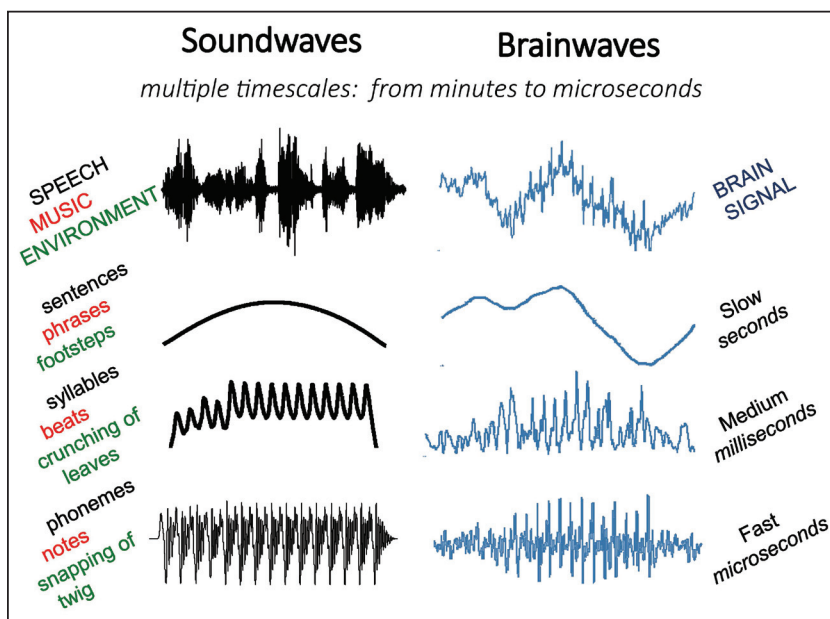 Soundwaves
Brainwaves
multiple timescales: from minutes to microseconds
SPEECH
MUSIC
ENVIRONMENT
BRAIN
SIGNAL
sentences
phrases
footsteps
Slow
seconds
syllables
beats
crunching of
leaves
Medium
milliseconds
phonemes
notes
snapping of
twig
Fast
microseconds